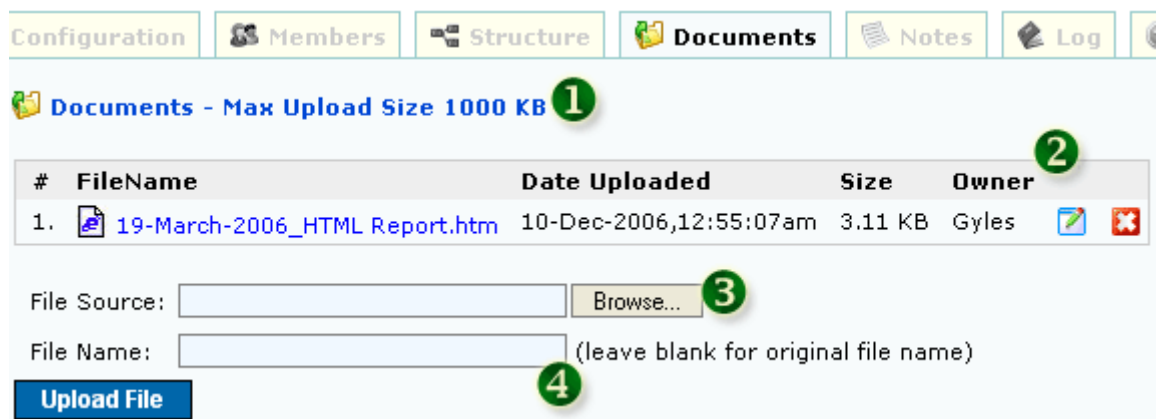 Configuration Members Structure Documents Notes Log
Documents - Max Upload Size 1000 KB 1
2
# FileName Date Uploaded Size Owner
1. 19-March-2006_HTML Report.htm 10-Dec-2006,12:55:07am 3.11 KB Gyles
File Source: Browse... 3
File Name: (leave blank for original file name)
4
Upload File